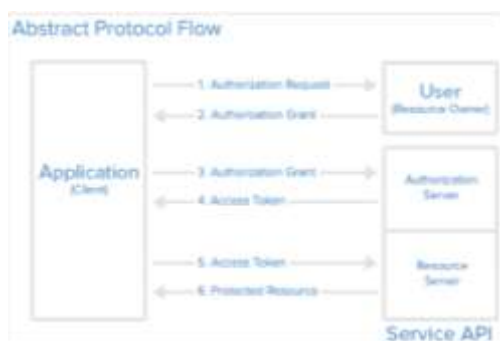 Abstract Protocol Flow
1. Authorization Request
User
(Resource Owner)
2. Authorization Grant
Application
(Client)
3. Authorization Grant
Authorization
Server
4. Access Token
5. Access Token
Resource
Server
6. Protected Resource
Service API